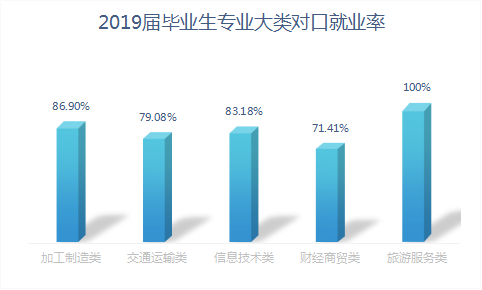 2019届毕业生专业大类对口就业率
86.90%
79.08%
83.18%
71.41%
100%
加工制造类
交通运输类
信息技术类
财经商贸类
旅游服务类